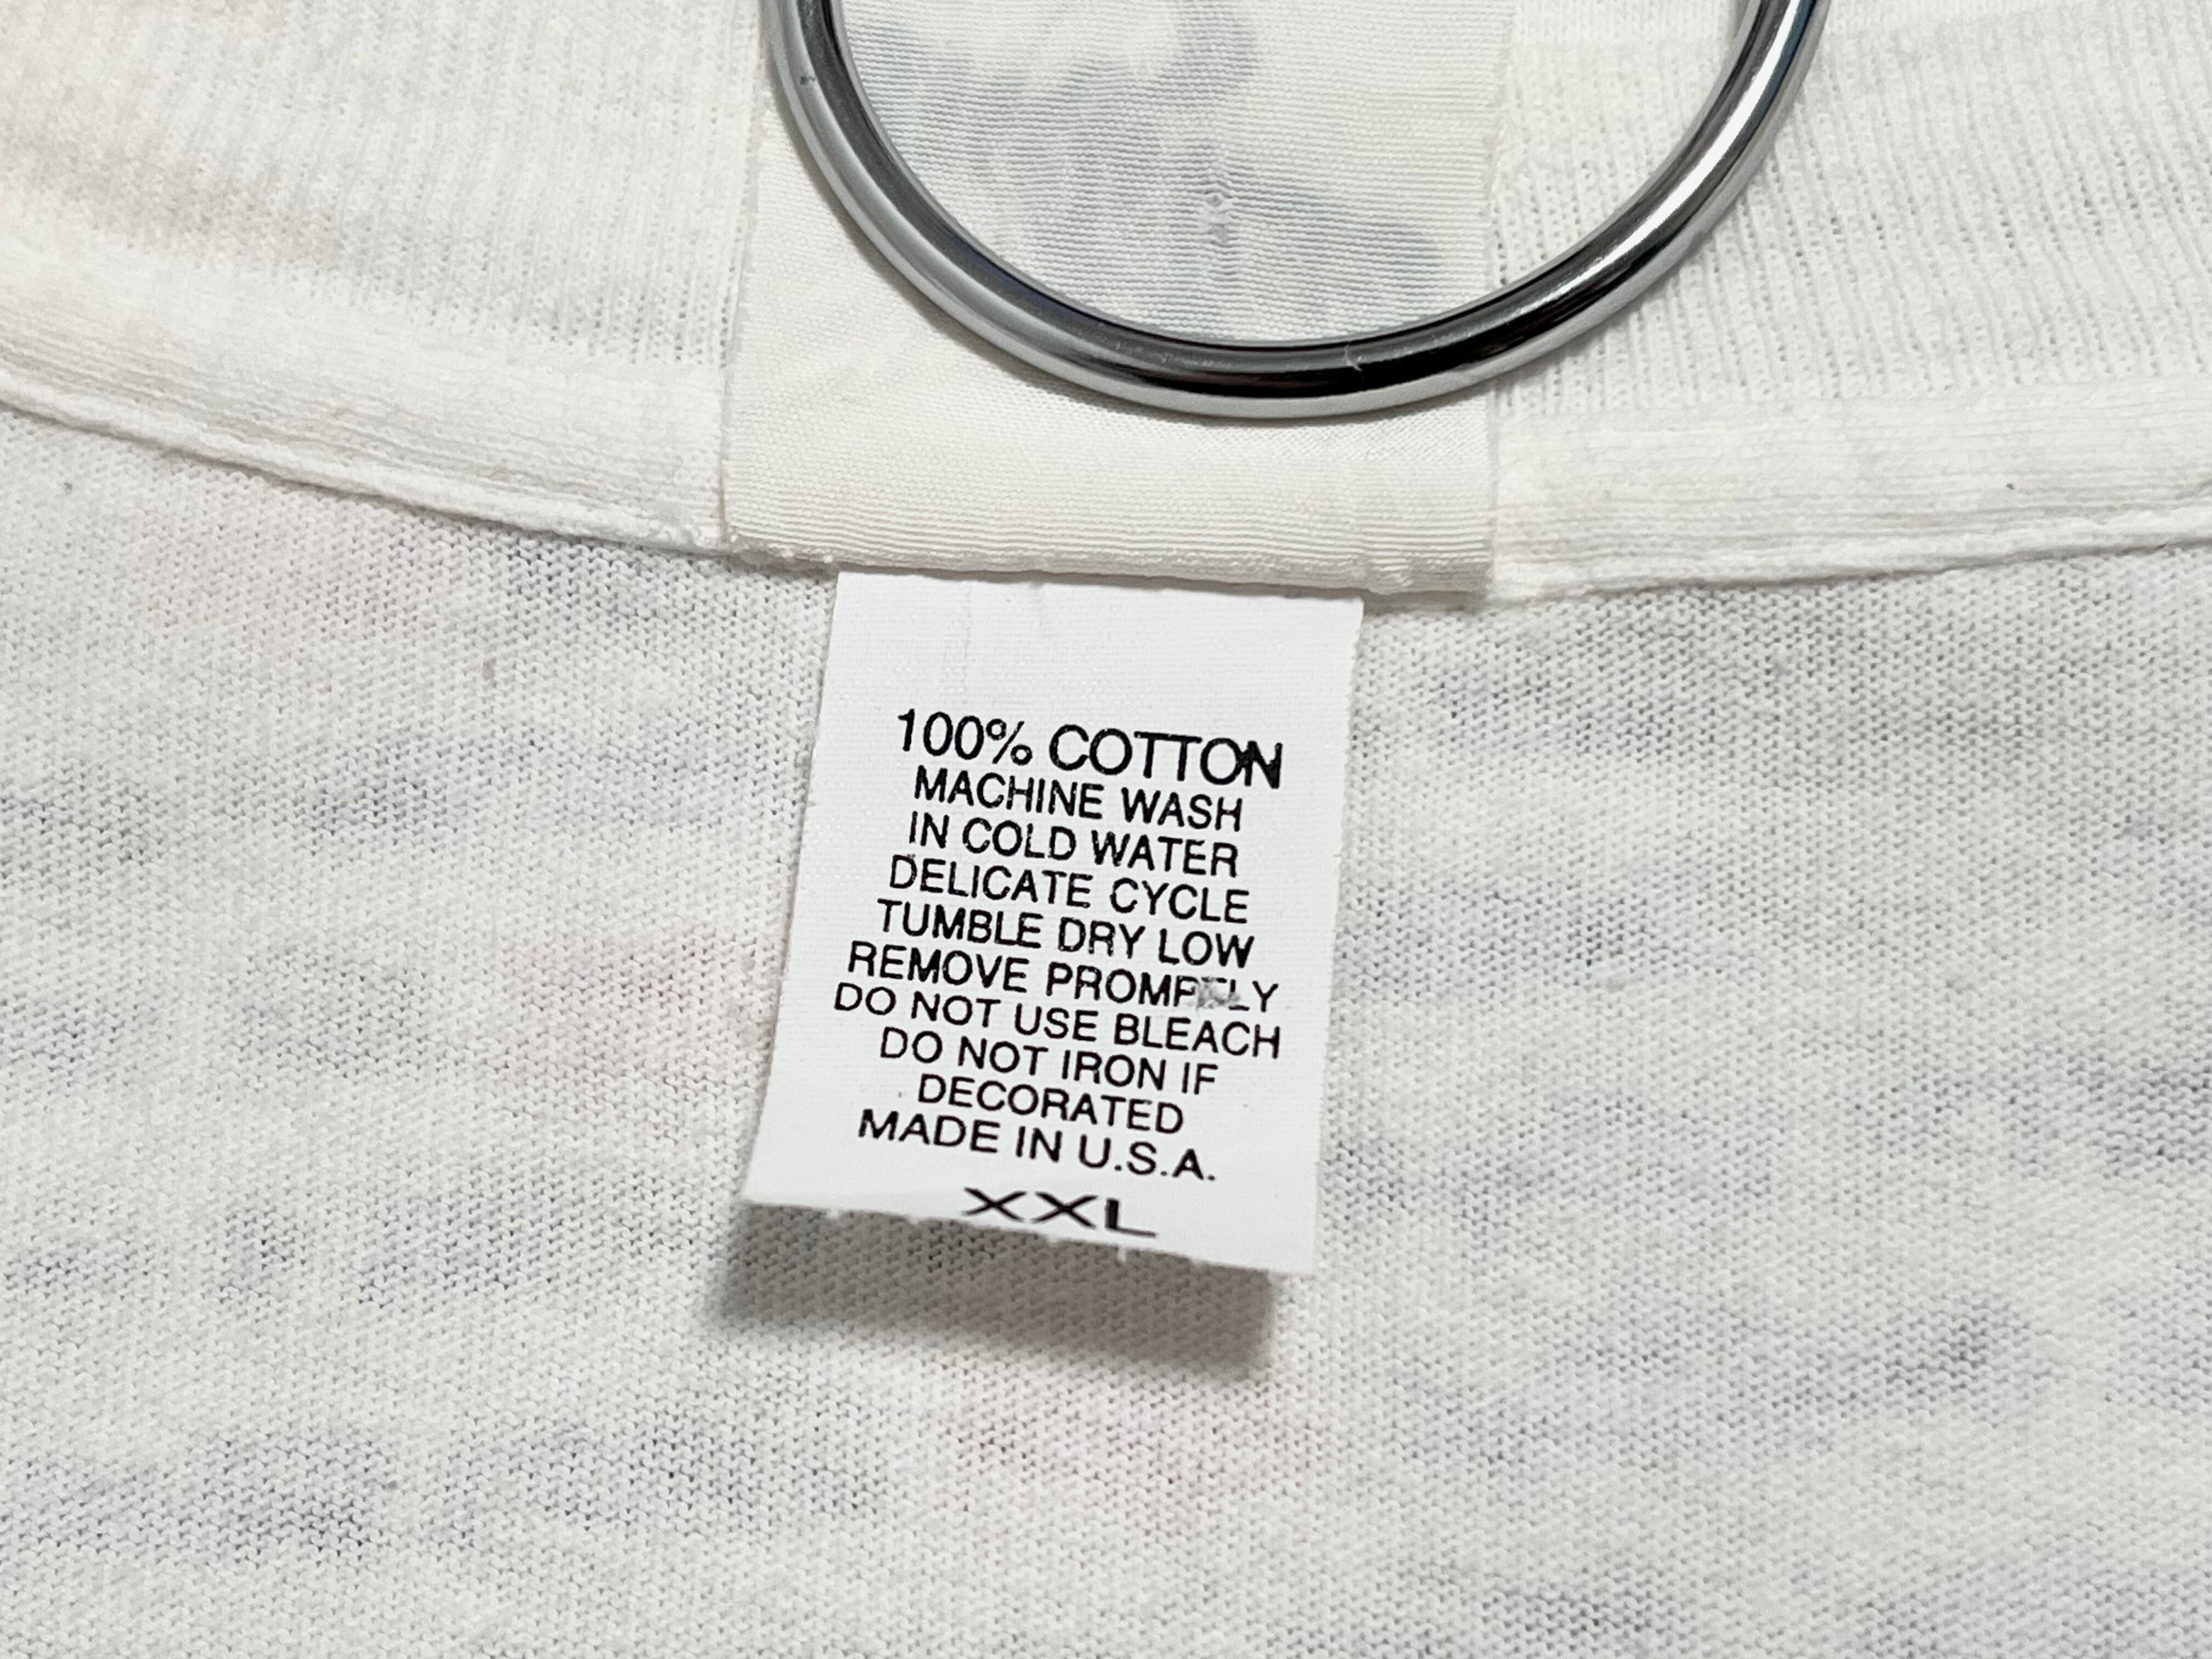 100% COTTON
MACHINE WASH
IN COLD WATER
DELICATE CYCLE
TUMBLE DRY LOW
REMOVE PROMPTLY
DO NOT USE BLEACH
DO NOT IRON IF
DECORATED
MADE IN U.S.A.
XXL